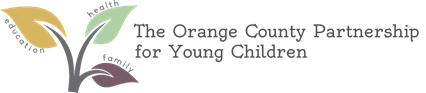 education
health
family
The Orange County Partnership
for Young Children